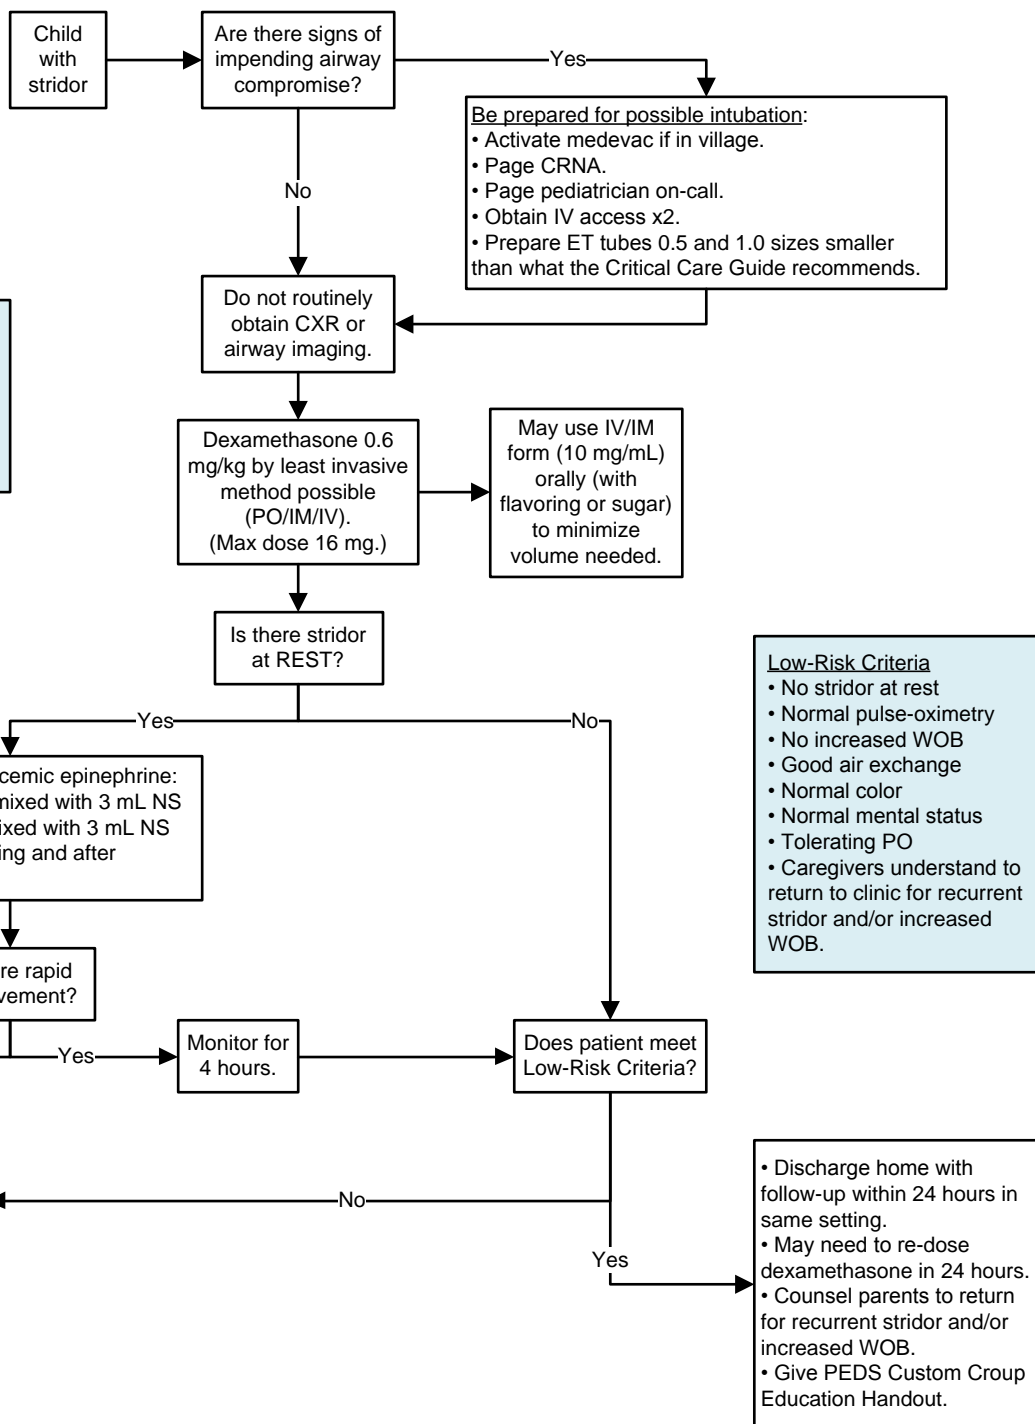 Child
with
stridor
Are there signs of
impending airway
compromise?
Yes
Be prepared for possible intubation:
• Activate medevac if in village.
• Page CRNA.
• Page pediatrician on-call.
• Obtain IV access x2.
• Prepare ET tubes 0.5 and 1.0 sizes smaller
than what the Critical Care Guide recommends.
No
Do not routinely
obtain CXR or
airway imaging.
Dexamethasone 0.6
mg/kg by least invasive
method possible
(PO/IM/IV).
(Max dose 16 mg.)
May use IV/IM
form (10 mg/mL)
orally (with
flavoring or sugar)
to minimize
volume needed.
Is there stridor
at REST?
Yes
No
Low-Risk Criteria
• No stridor at rest
• Normal pulse-oximetry
• No increased WOB
• Good air exchange
• Normal color
• Normal mental status
• Tolerating PO
• Caregivers understand to
return to clinic for recurrent
stridor and/or increased
WOB.
epinephrine:
mixed with 3 mL NS
with 3 mL NS
and after
rapid
Yes
Monitor for
4 hours.
Does patient meet
Low-Risk Criteria?
No
Yes
• Discharge home with
follow-up within 24 hours in
same setting.
• May need to re-dose
dexamethasone in 24 hours.
• Counsel parents to return
for recurrent stridor and/or
increased WOB.
• Give PEDS Custom Croup
Education Handout.